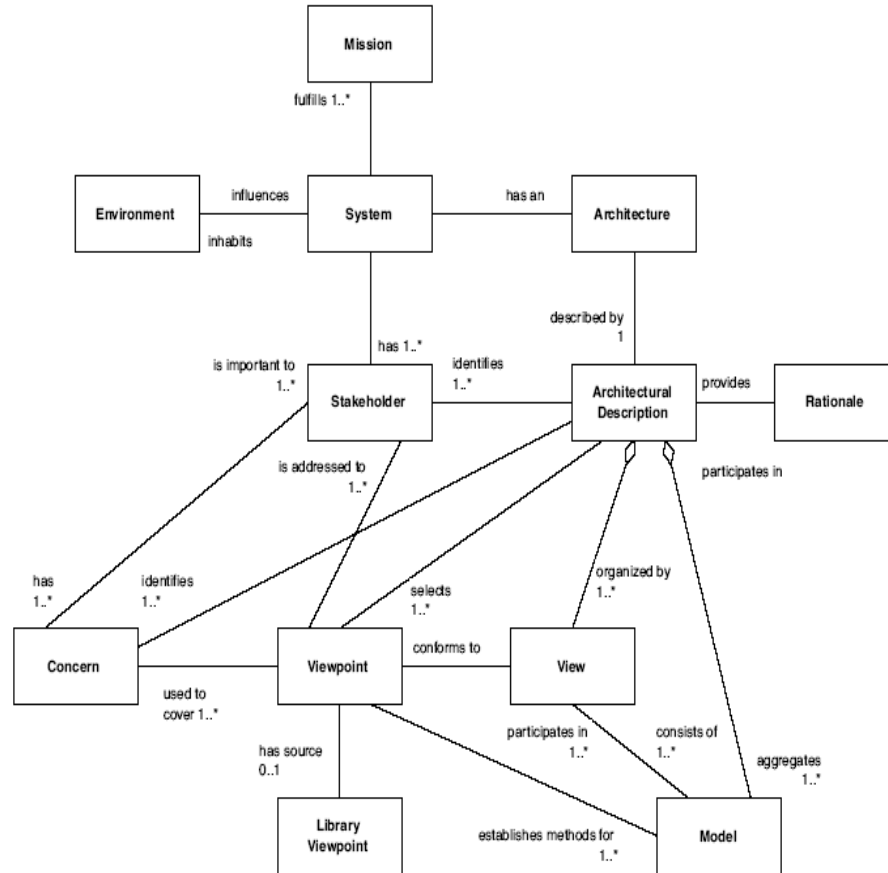 Mission
fulfills 1..*
influences
has an
Environment
System
Architecture
inhabits
described by
1
has 1..*
is important to
1..*
identifies
1..*
Stakeholder
Architectural
Description
provides
Rationale
is addressed to
1..*
participates in
has
1..*
identifies
1..*
selects
1..*
organized by
1..*
Concern
Viewpoint
conforms to
View
used to
cover 1..*
has source
0..1
participates in
1..*
consists of
1..*
aggregates
1..*
Library
Viewpoint
establishes methods for
1..*
Model